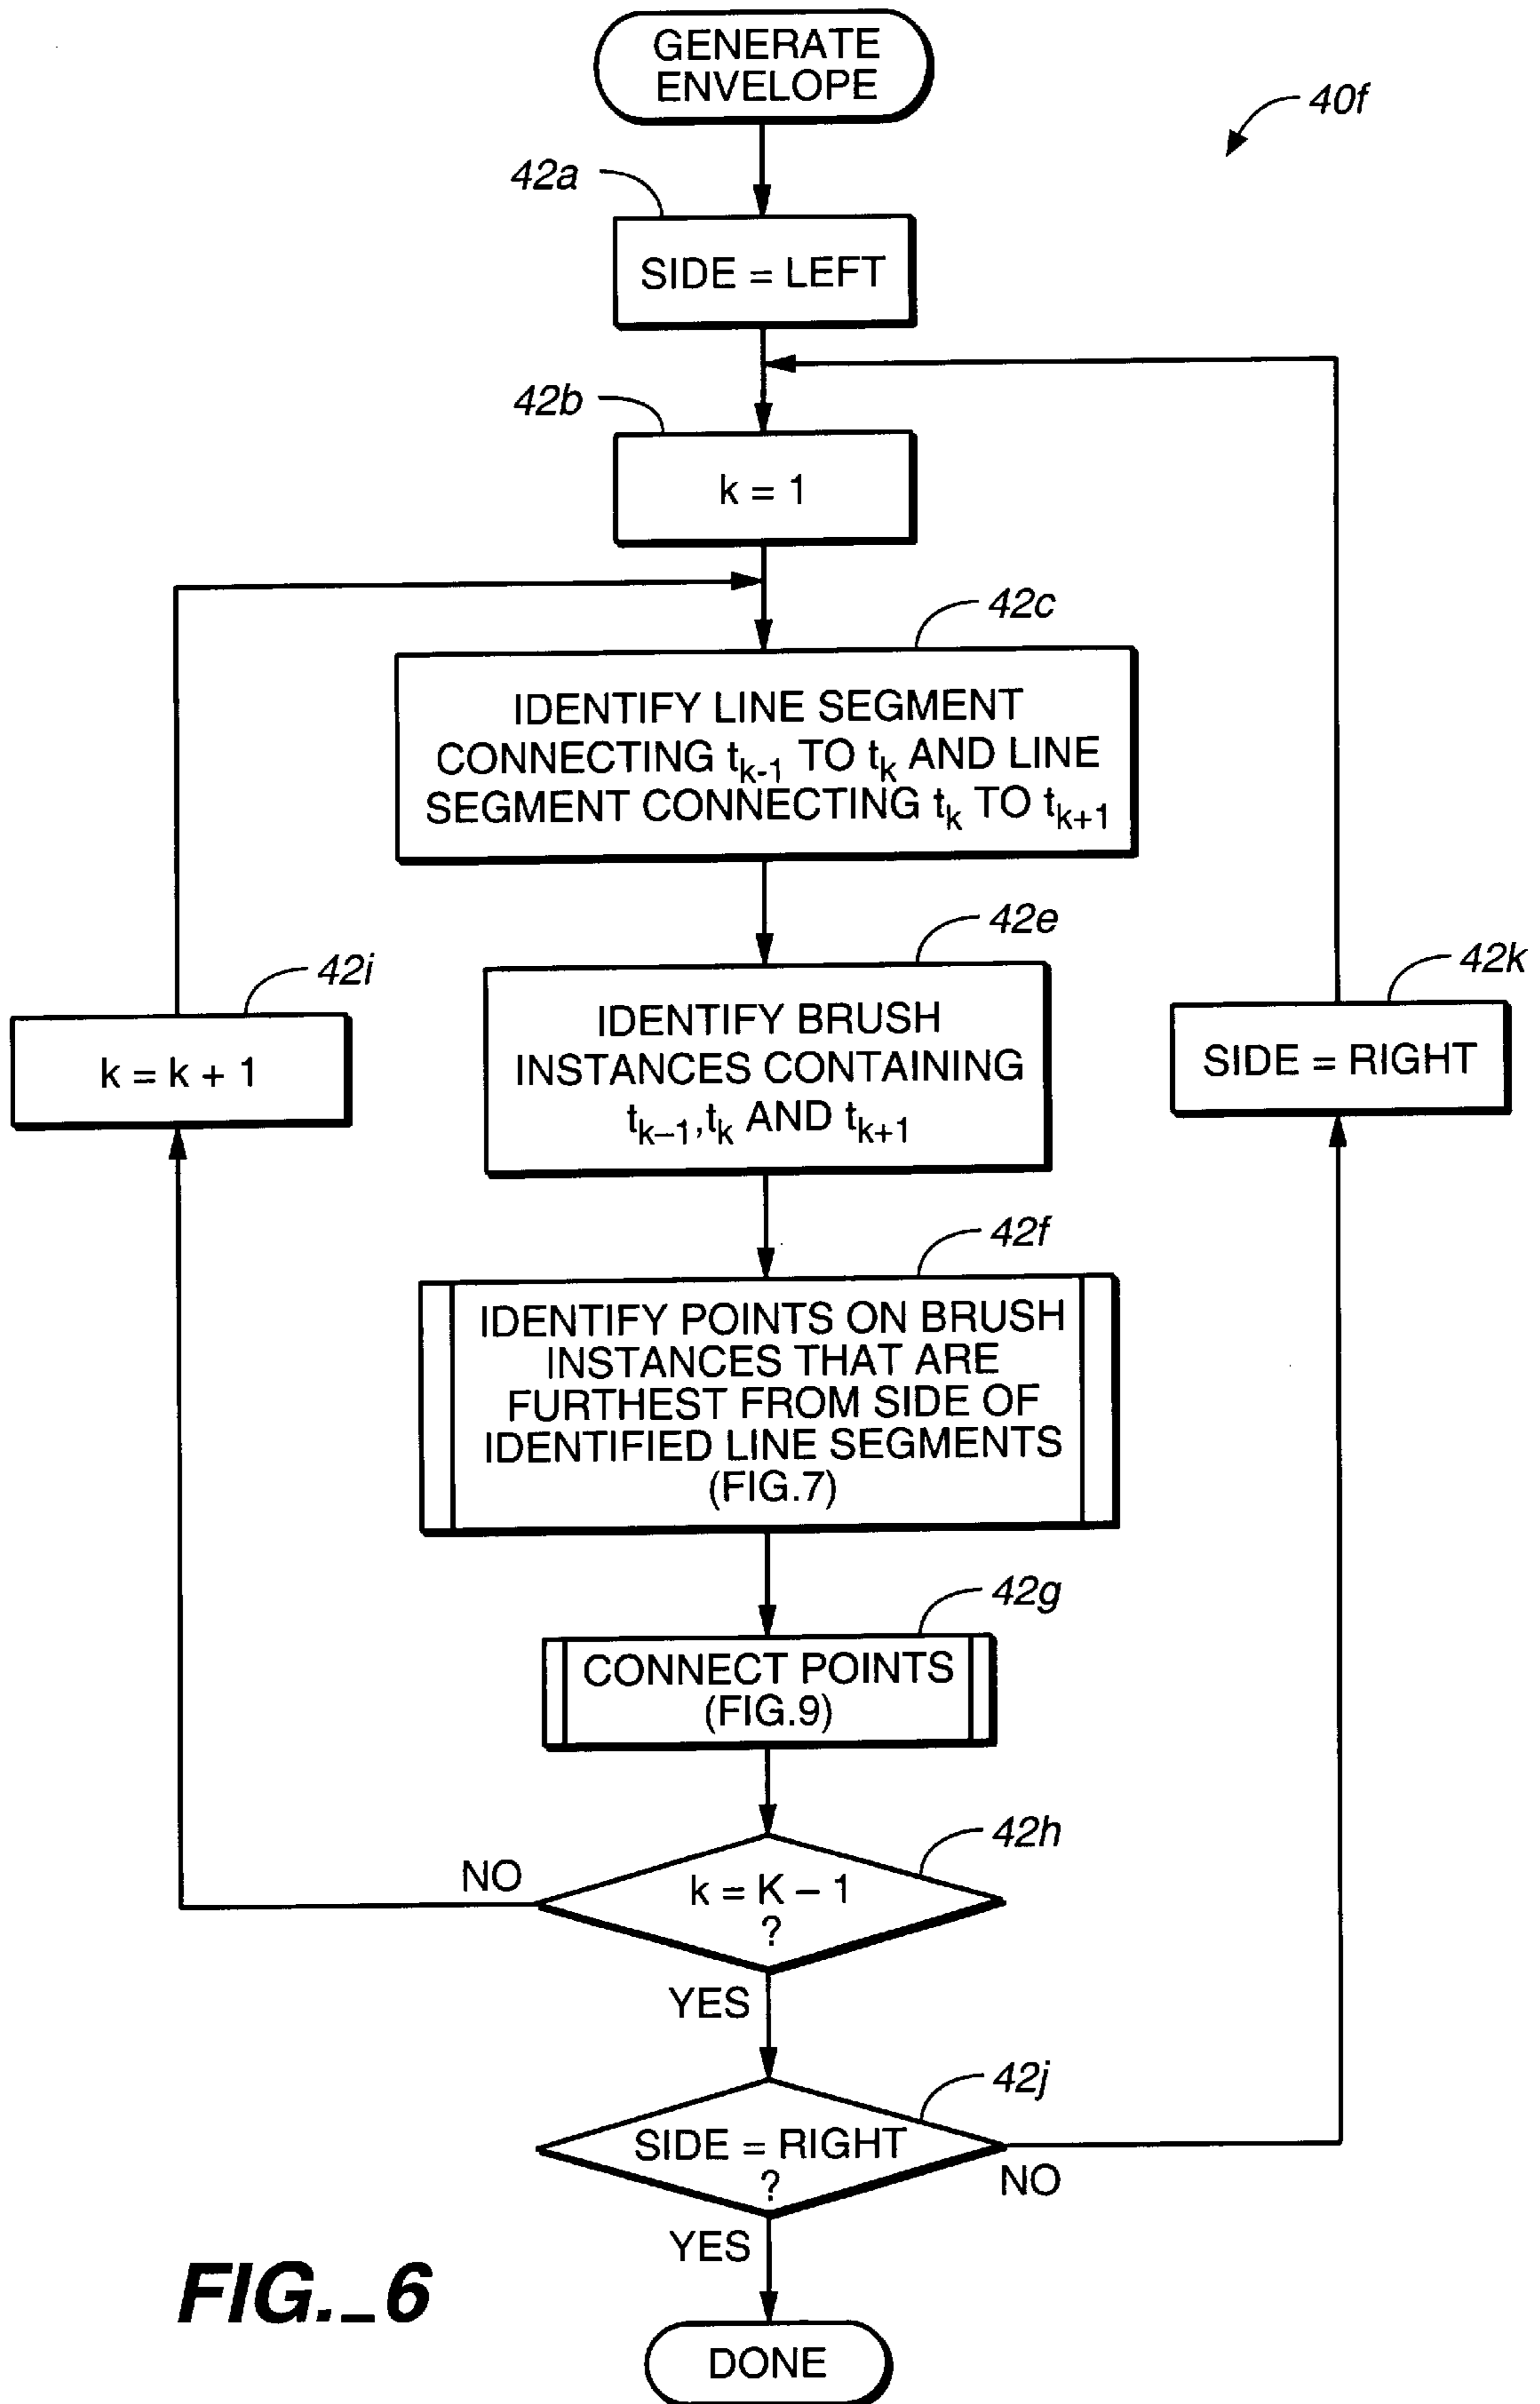 GENERATE
ENVELOPE
40f
42a
SIDE = LEFT
42b
k = 1
42c
IDENTIFY LINE SEGMENT
CONNECTING tk-1 TO tk AND LINE
SEGMENT CONNECTING tk TO tk+1
42e
IDENTIFY BRUSH
INSTANCES CONTAINING
tk–1,tk AND tk+1
42i
k = k + 1
42k
SIDE = RIGHT
42f
IDENTIFY POINTS ON BRUSH
INSTANCES THAT ARE
FURTHEST FROM SIDE OF
IDENTIFIED LINE SEGMENTS
(FIG.7)
42g
CONNECT POINTS
(FIG.9)
42h
k = K – 1
?
NO
YES
42j
SIDE = RIGHT
?
NO
YES
DONE
FIG._6